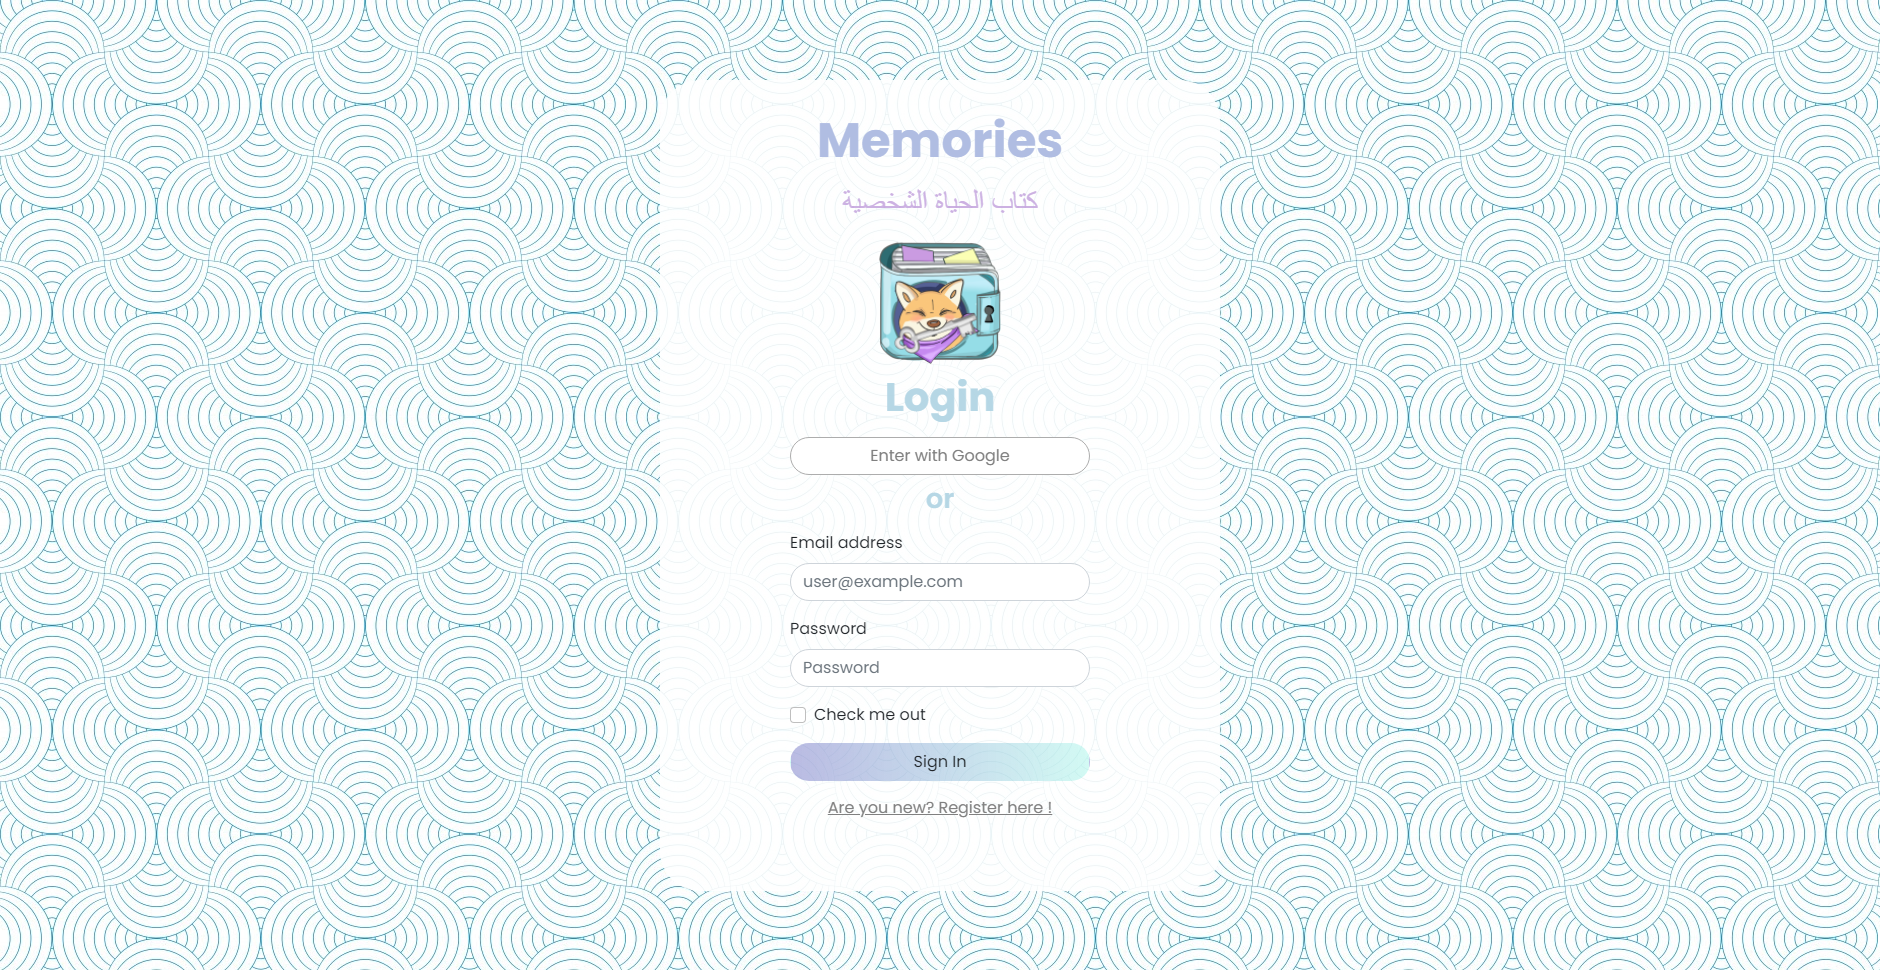 Memories
كتاب الحياة الشخصية
Login
Enter with Google
or
Email address
user@example.com
Password
Password
Check me out
Sign In
Are you new? Register here !